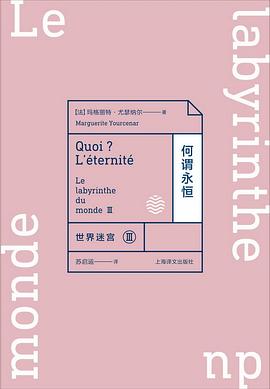 Le
labyrinthe
du
monde
[法]玛格丽特·尤瑟纳尔——著
Marguerite Yourcenar
Quoi ?
L'éternité
Le
labyrinthe
du
monde Ⅲ
何谓永恒
世界迷宫 Ⅲ
苏启运——译
上海译文出版社